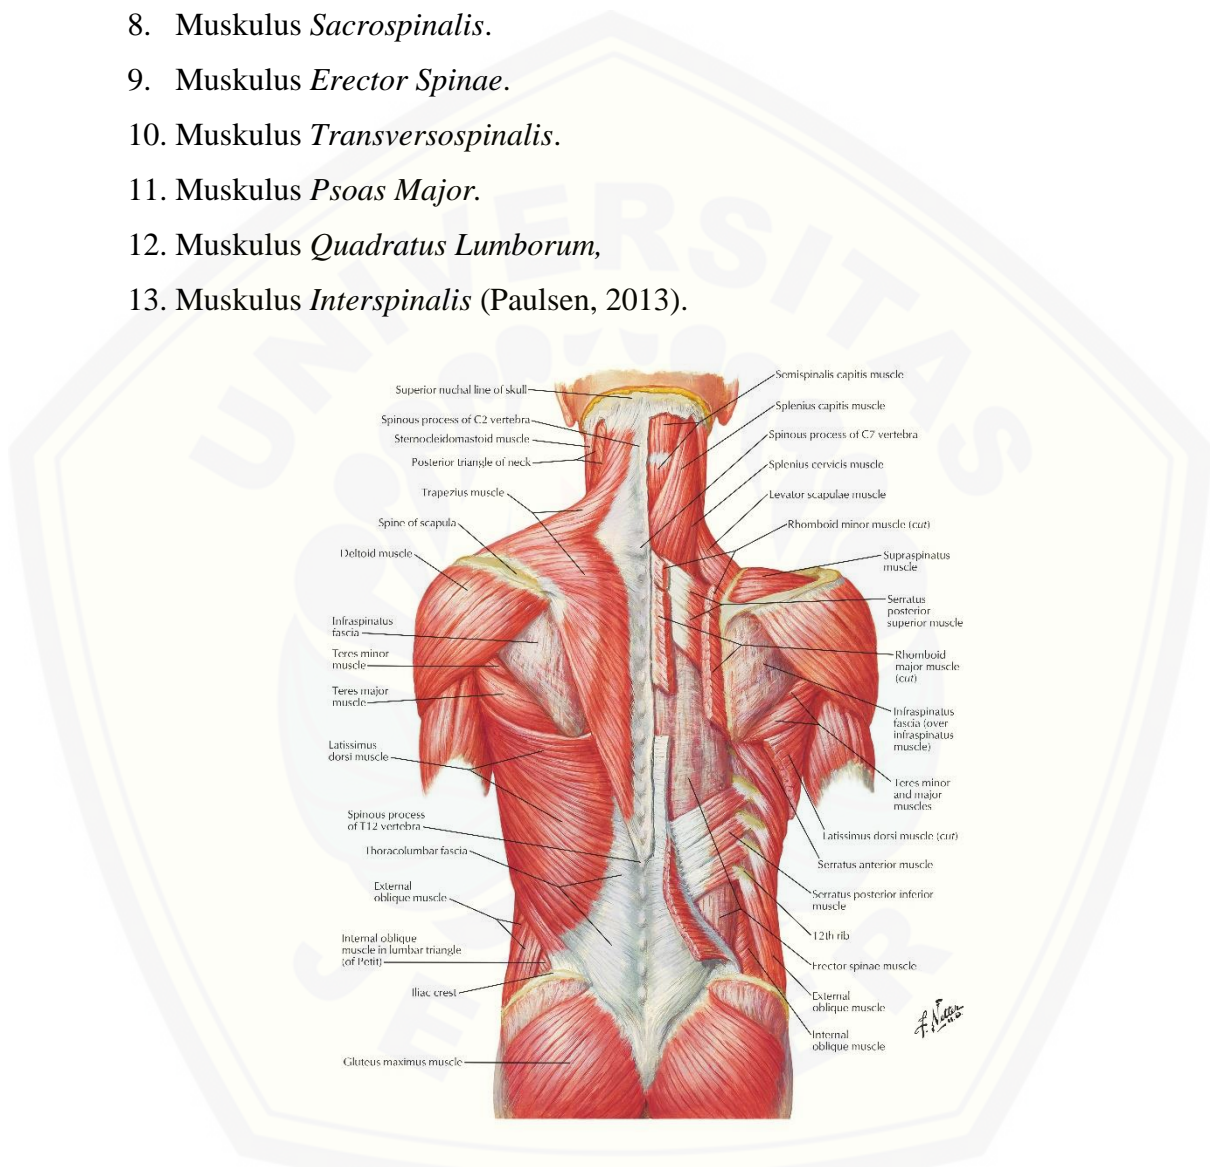 8. Muskulus Sacrospinalis.
9. Muskulus Erector Spinae.
10. Muskulus Transversospinalis.
11. Muskulus Psoas Major.
12. Muskulus Quadratus Lumborum,
13. Muskulus Interspinalis (Paulsen, 2013).
UNIVERSITAS
Superior nuchal line of skull
Spinous process of C2 vertebra
Sternocleidomastoid muscle
Posterior triangle of neck
Trapezius muscle
Spine of scapula
Deltoid muscle
Infraspinatus
fascia
Teres minor
muscle
Teres major
muscle
Latissimus
dorsi muscle
Spinous process
of T12 vertebra
Thoracolumbar fascia
External
oblique muscle
Internal oblique
muscle in lumbar triangle
(of Petit)
Iliac crest
Gluteus maximus muscle
Semispinalis capitis muscle
Splenius capitis muscle
Spinous process of C7 vertebra
Splenius cervicis muscle
Levator scapulae muscle
Rhomboid minor muscle (cut)
Supraspinatus
muscle
Serratus
posterior
superior muscle
Rhomboid
major muscle
(cut)
Infraspinatus
fascia (over
infraspinatus
muscle)
Teres minor
and major
muscles
Latissimus dorsi muscle (cut)
Serratus anterior muscle
Serratus posterior inferior
muscle
12th rib
Erector spinae muscle
External
oblique muscle
Internal
oblique muscle
F. Netter